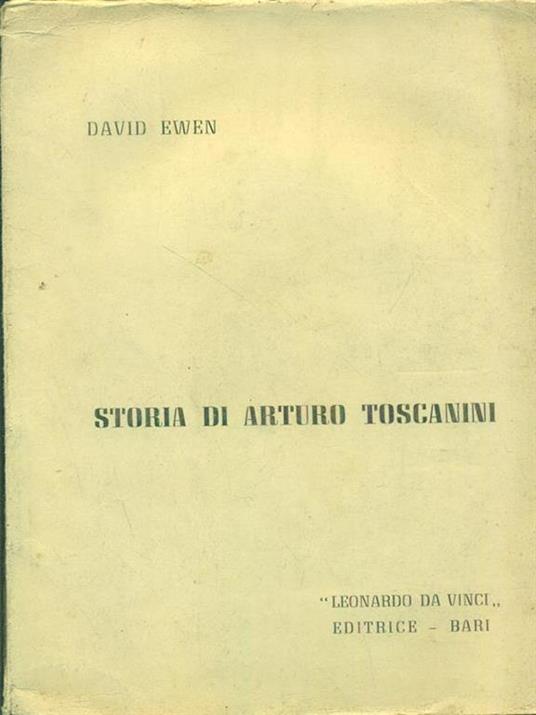 DAVID EWEN
STORIA DI ARTURO TOSCANINI
“LEONARDO DA VINCI„
EDITRICE - BARI